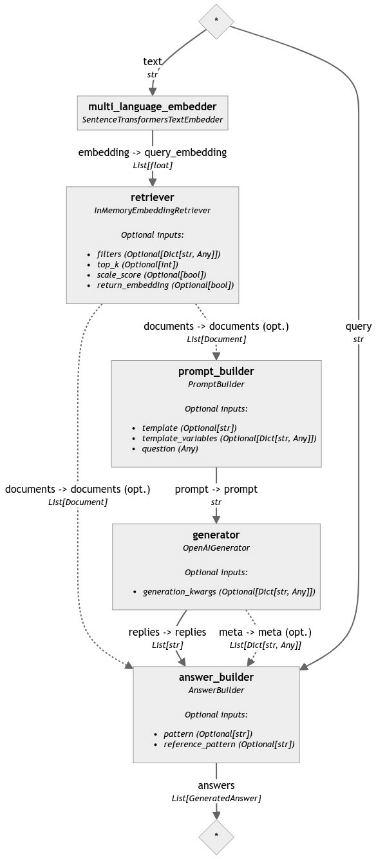 *
text
str
multi_language_embedder
SentenceTransformersTextEmbedder
embedding -> query_embedding
List[float]
retriever
InMemoryEmbeddingRetriever
Optional Inputs:
• filters (Optional[Dict[str, Any]])
• top_k (Optional[int])
• scale_score (Optional[bool])
• return_embedding (Optional[bool])
documents -> documents (opt.)
List[Document]
query
str
prompt_builder
PromptBuilder
Optional Inputs:
• template (Optional[str])
• template_variables (Optional[Dict[str, Any]])
• question (Any)
documents -> documents (opt.)
List[Document]
prompt -> prompt
str
generator
OpenAIGenerator
Optional Inputs:
• generation_kwargs (Optional[Dict[str, Any]])
replies -> replies
List[str]
meta -> meta (opt.)
List[Dict[str, Any]]
answer_builder
AnswerBuilder
Optional Inputs:
• pattern (Optional[str])
• reference_pattern (Optional[str])
answers
List[GeneratedAnswer]
*